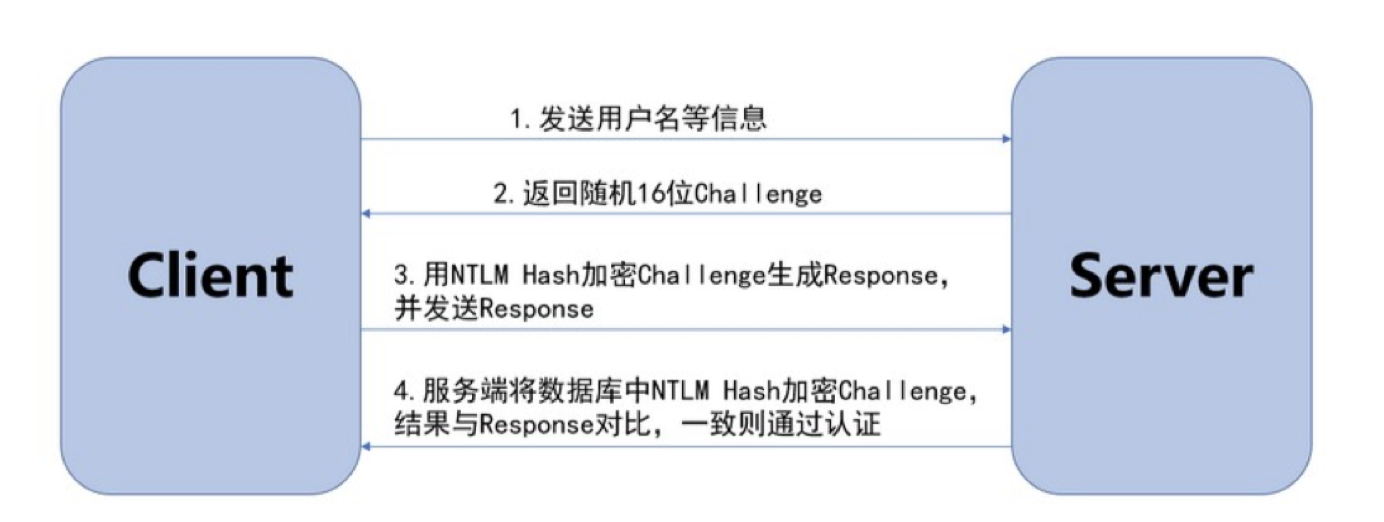 1.发送用户名等信息
2.返回随机16位Challenge
Client
Server
3.用NTLM Hash加密Challenge生成Response,
并发送Response
4.服务端将数据库中NTLM Hash加密Challenge,
结果与Response对比，一致则通过认证